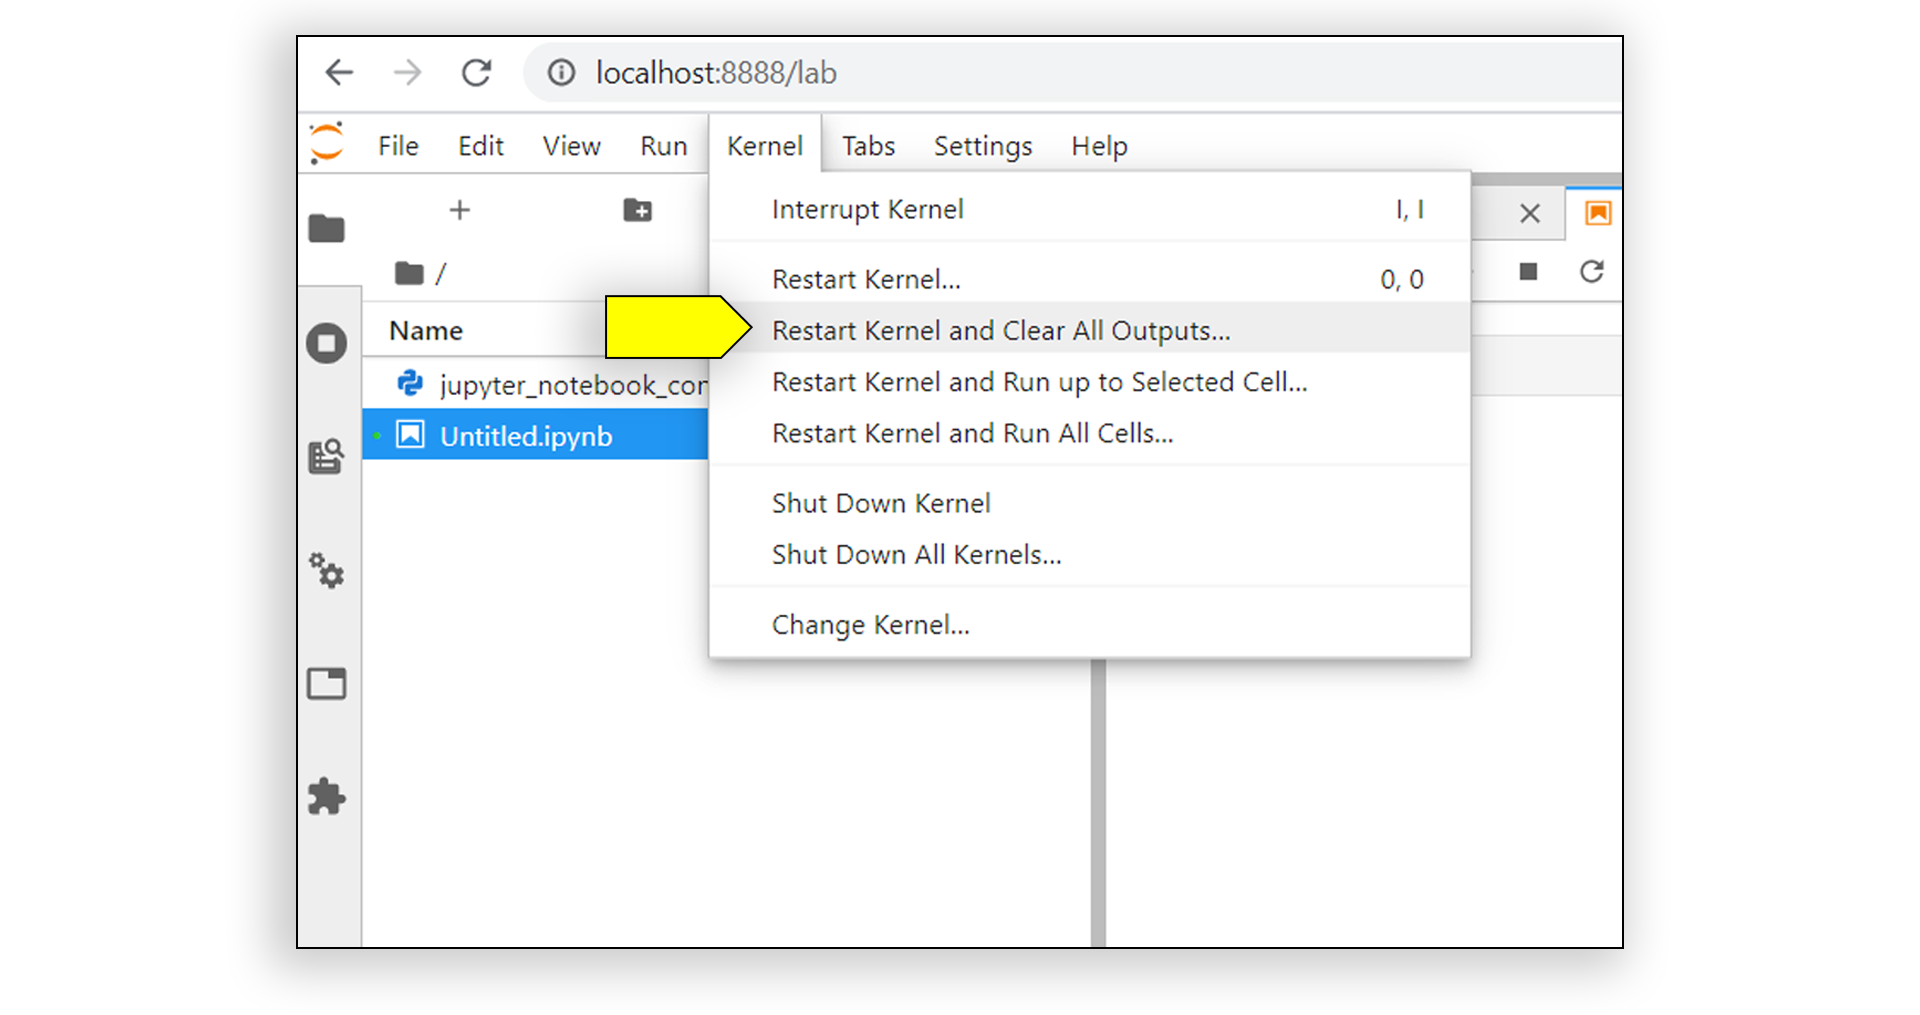 localhost:8888/lab
File Edit View Run Kernel Tabs Settings Help
Interrupt Kernel I, I
Restart Kernel... 0, 0
/
Restart Kernel and Clear All Outputs...
Name
Restart Kernel and Run up to Selected Cell...
jupyter_notebook_con
Restart Kernel and Run All Cells...
Untitled.ipynb
Shut Down Kernel
Shut Down All Kernels...
Change Kernel...